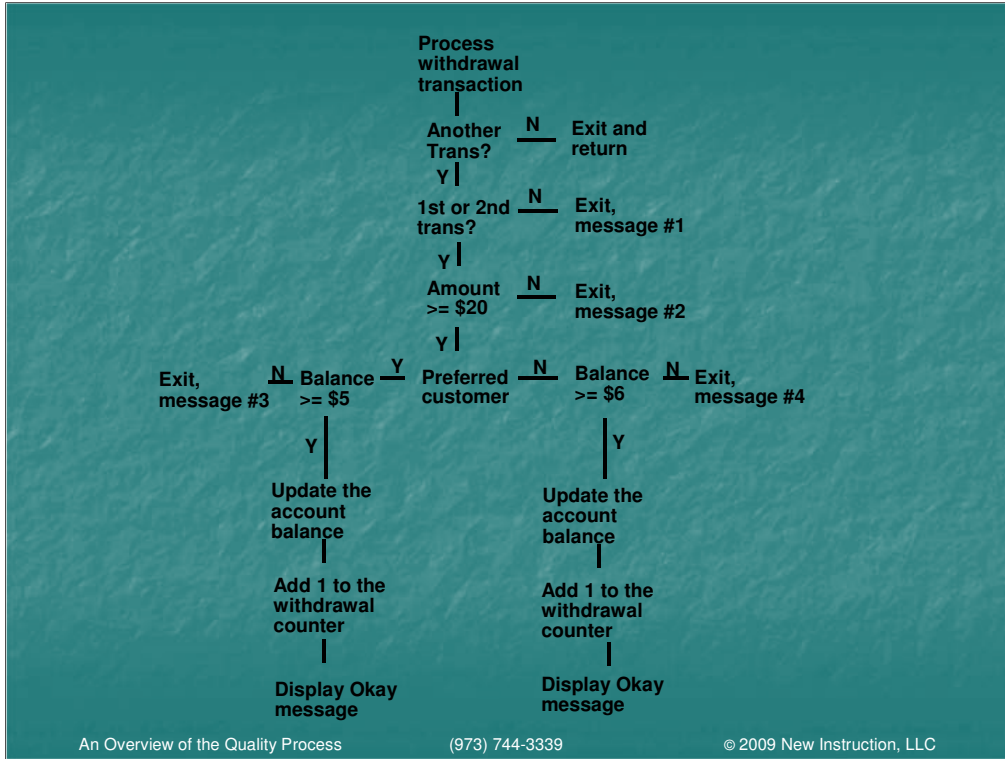 Process
withdrawal
transaction
Another
Trans?
N
Exit and
return
Y
1st or 2nd
trans?
N
Exit,
message #1
Y
Amount
>= $20
N
Exit,
message #2
Y
Exit,
message #3
N
Balance
>= $5
Y
Preferred
customer
N
Balance
>= $6
N
Exit,
message #4
Y
Update the
account
balance
Add 1 to the
withdrawal
counter
Display Okay
message
Y
Update the
account
balance
Add 1 to the
withdrawal
counter
Display Okay
message
An Overview of the Quality Process
(973) 744-3339
© 2009 New Instruction, LLC